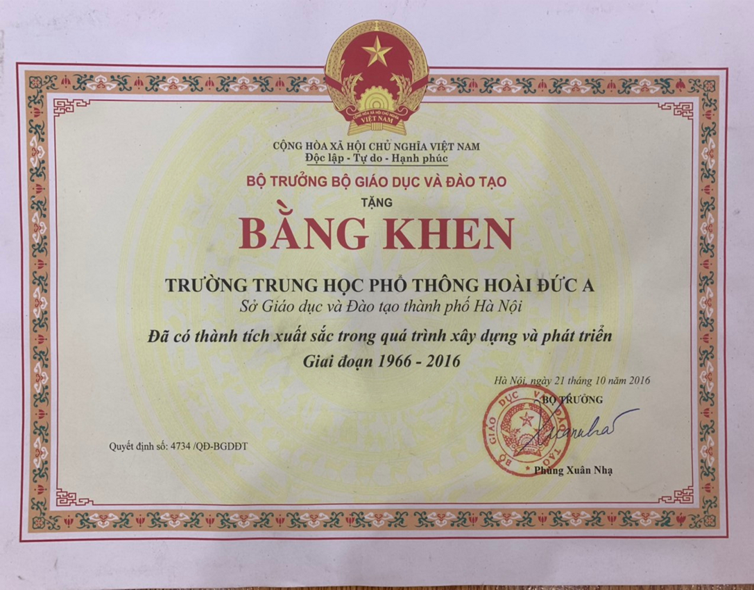 VIỆT NAM
CỘNG HÒA XÃ HỘI CHỦ NGHĨA VIỆT NAM
Độc lập - Tự do - Hạnh phúc
BỘ TRƯỞNG BỘ GIÁO DỤC VÀ ĐÀO TẠO
TẶNG
BẰNG KHEN
TRƯỜNG TRUNG HỌC PHỔ THÔNG HOÀI ĐỨC A
Sở Giáo dục và Đào tạo thành phố Hà Nội
Đã có thành tích xuất sắc trong quá trình xây dựng và phát triển
Giai đoạn 1966 - 2016
Hà Nội, ngày 21 tháng 10 năm 2016
BỘ TRƯỞNG
BỘ GIÁO DỤC VÀ ĐÀO TẠO
Quyết định số: 4734 /QĐ-BGDĐT
Phùng Xuân Nhạ